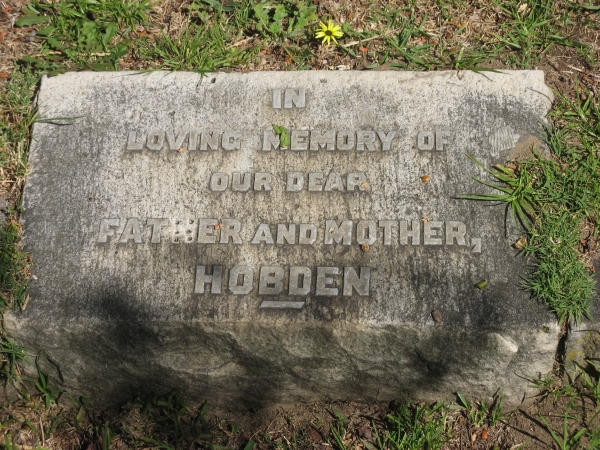 IN
LOVING MEMORY OF
OUR DEAR
FATHER AND MOTHER,
HOBDEN